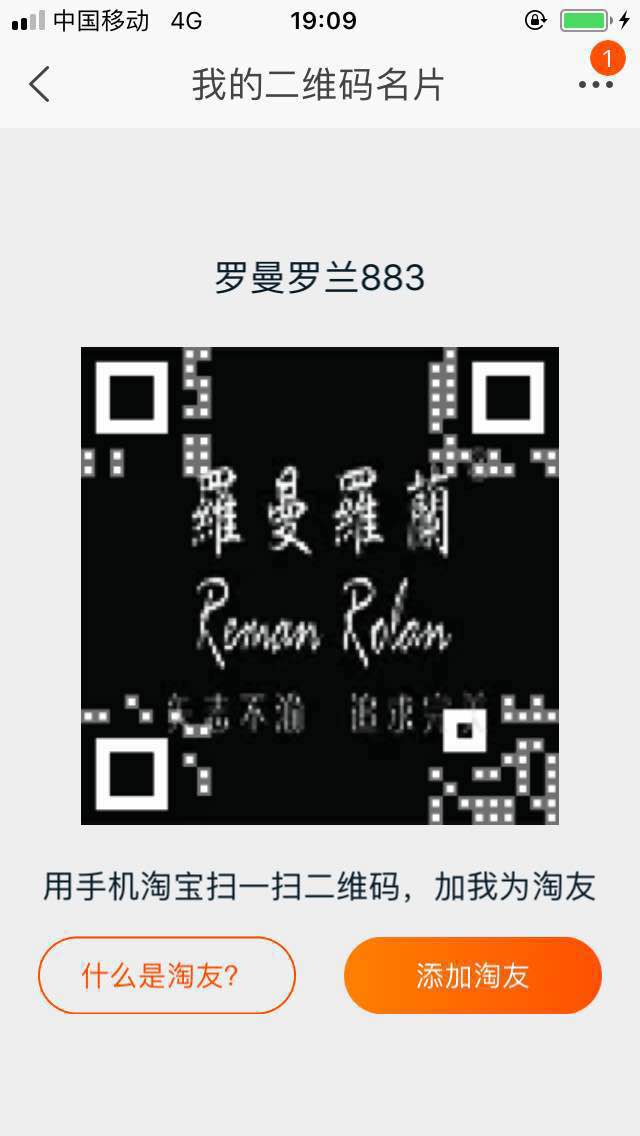 中国移动 4G 19:09
1
我的二维码名片
罗曼罗兰883
羅曼羅蘭
Roman Rolan
矢志不渝 追求完美
用手机淘宝扫一扫二维码，加我为淘友
什么是淘友？ 添加淘友